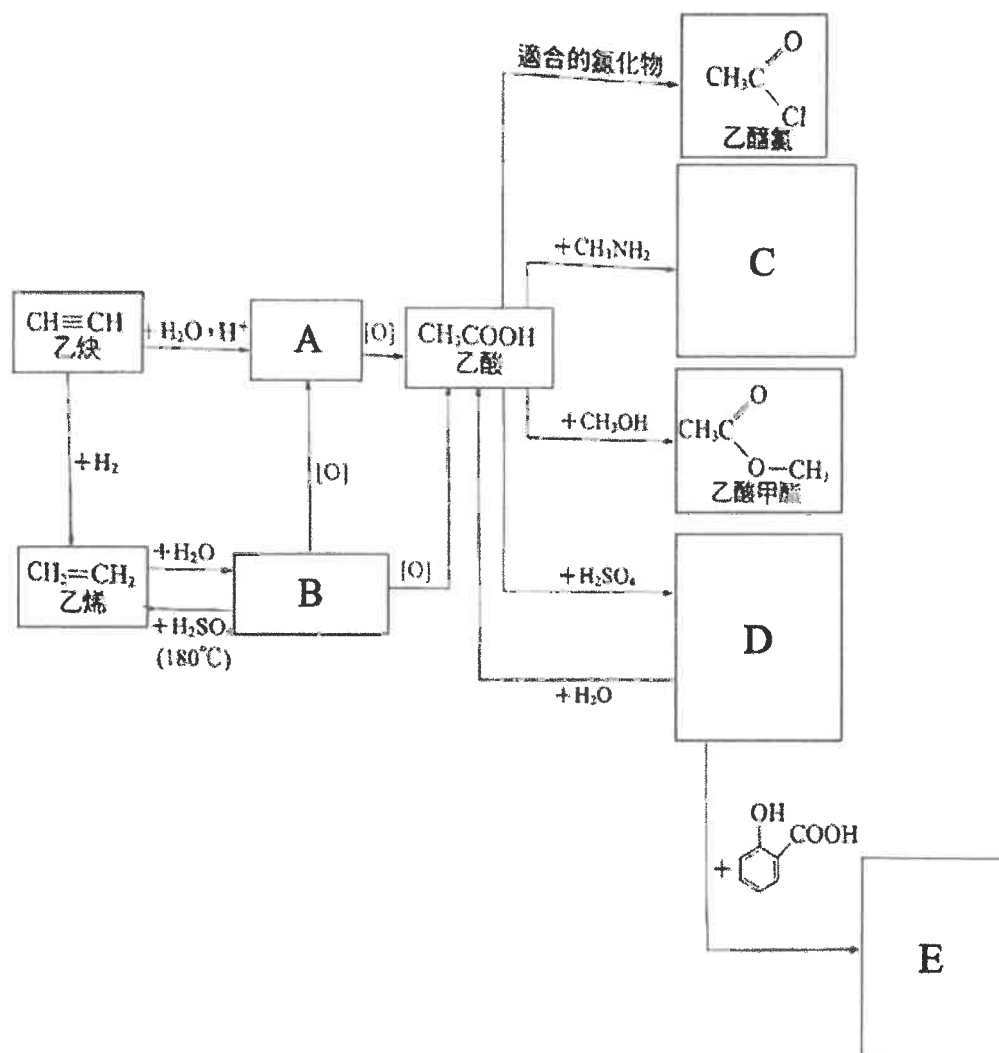 適合的氯化物
O
CH₃C
Cl
乙醯氯
+CH₃NH₂
C
CH≡CH
乙炔
+H₂O,H⁺
A
[O]
CH₃COOH
乙酸
+CH₃OH
O
CH₃C
O—CH₃
乙酸甲酯
+H₂
[O]
CH₂=CH₂
乙烯
+H₂O
+H₂SO₄
(180°C)
B
[O]
+H₂SO₄
D
+H₂O
OH
COOH
+
E